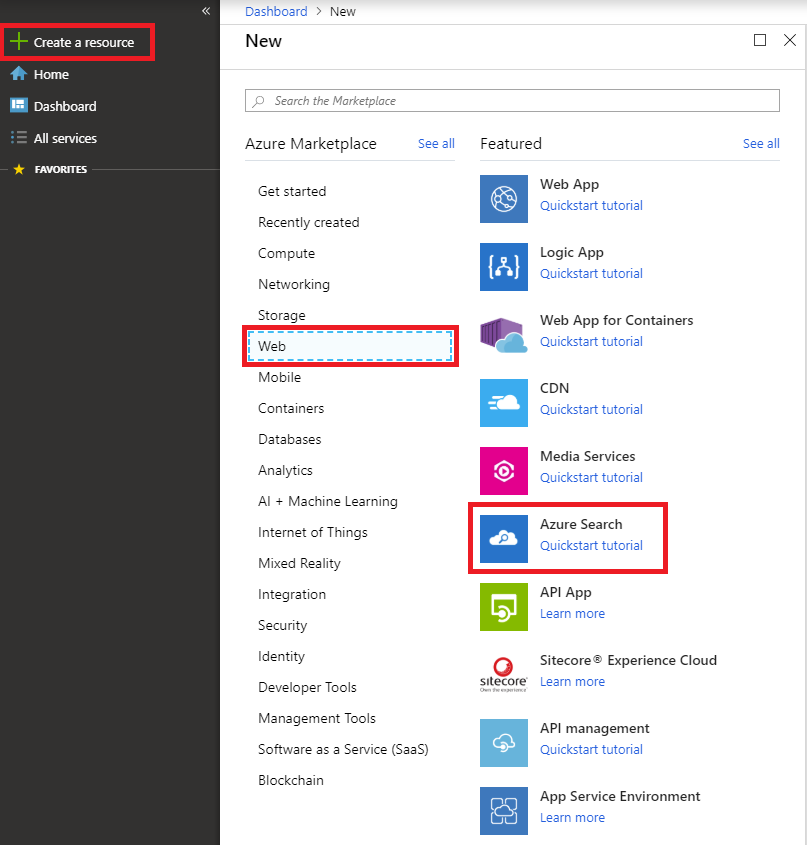 «
Create a resource
Home
Dashboard
All services
FAVORITES
Dashboard > New
New
Search the Marketplace
Azure Marketplace
See all
Get started
Recently created
Compute
Networking
Storage
Web
Mobile
Containers
Databases
Analytics
AI + Machine Learning
Internet of Things
Mixed Reality
Integration
Security
Identity
Developer Tools
Management Tools
Software as a Service (SaaS)
Blockchain
Featured
See all
Web App
Quickstart tutorial
Logic App
Quickstart tutorial
Web App for Containers
Quickstart tutorial
CDN
Quickstart tutorial
Media Services
Quickstart tutorial
Azure Search
Quickstart tutorial
API App
Learn more
sitecore
Own the experience
Sitecore® Experience Cloud
Learn more
API management
Quickstart tutorial
App Service Environment
Learn more